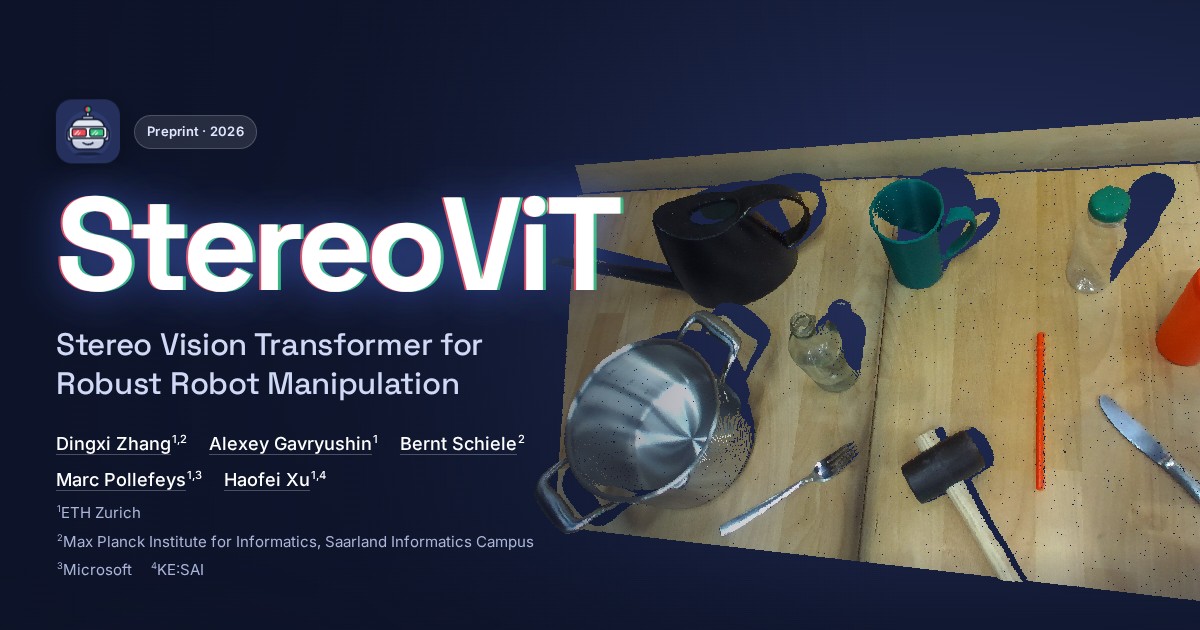 Preprint · 2026
StereoViT
Stereo Vision Transformer for
Robust Robot Manipulation
Dingxi Zhang¹,² Alexey Gavryushin¹ Bernt Schiele²
Marc Pollefeys¹,³ Haofei Xu¹,⁴
¹ETH Zurich
²Max Planck Institute for Informatics, Saarland Informatics Campus
³Microsoft ⁴KE:SAI